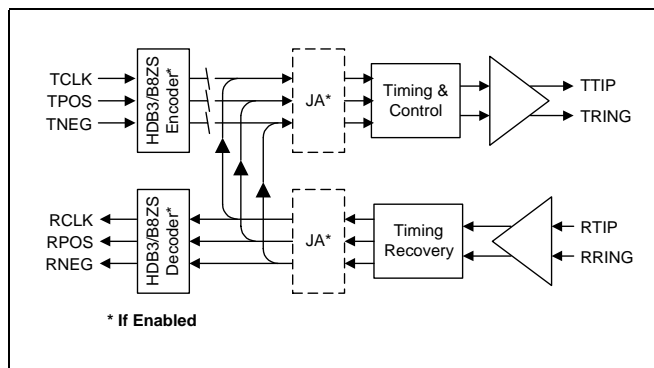 TCLK
TPOS
TNEG
HDB3/B8ZS
Encoder*
JA*
Timing &
Control
TTIP
TRING
RCLK
RPOS
RNEG
HDB3/B8ZS
Decoder*
JA*
Timing
Recovery
RTIP
RRING
* If Enabled